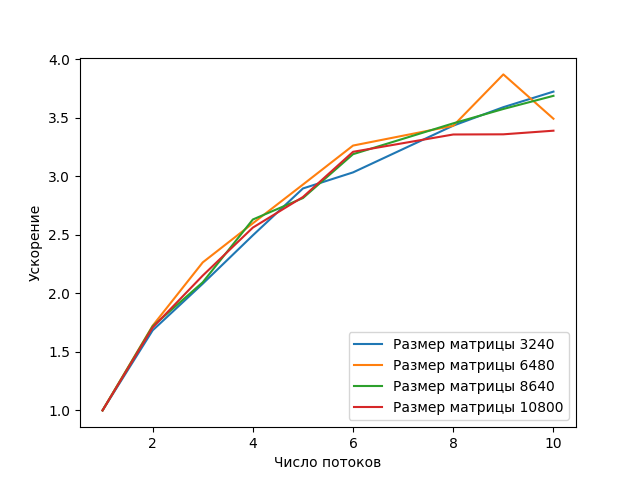 4.0
3.5
3.0
2.5
2.0
1.5
1.0
Ускорение
2
4
6
8
10
Число потоков
Размер матрицы 3240
Размер матрицы 6480
Размер матрицы 8640
Размер матрицы 10800